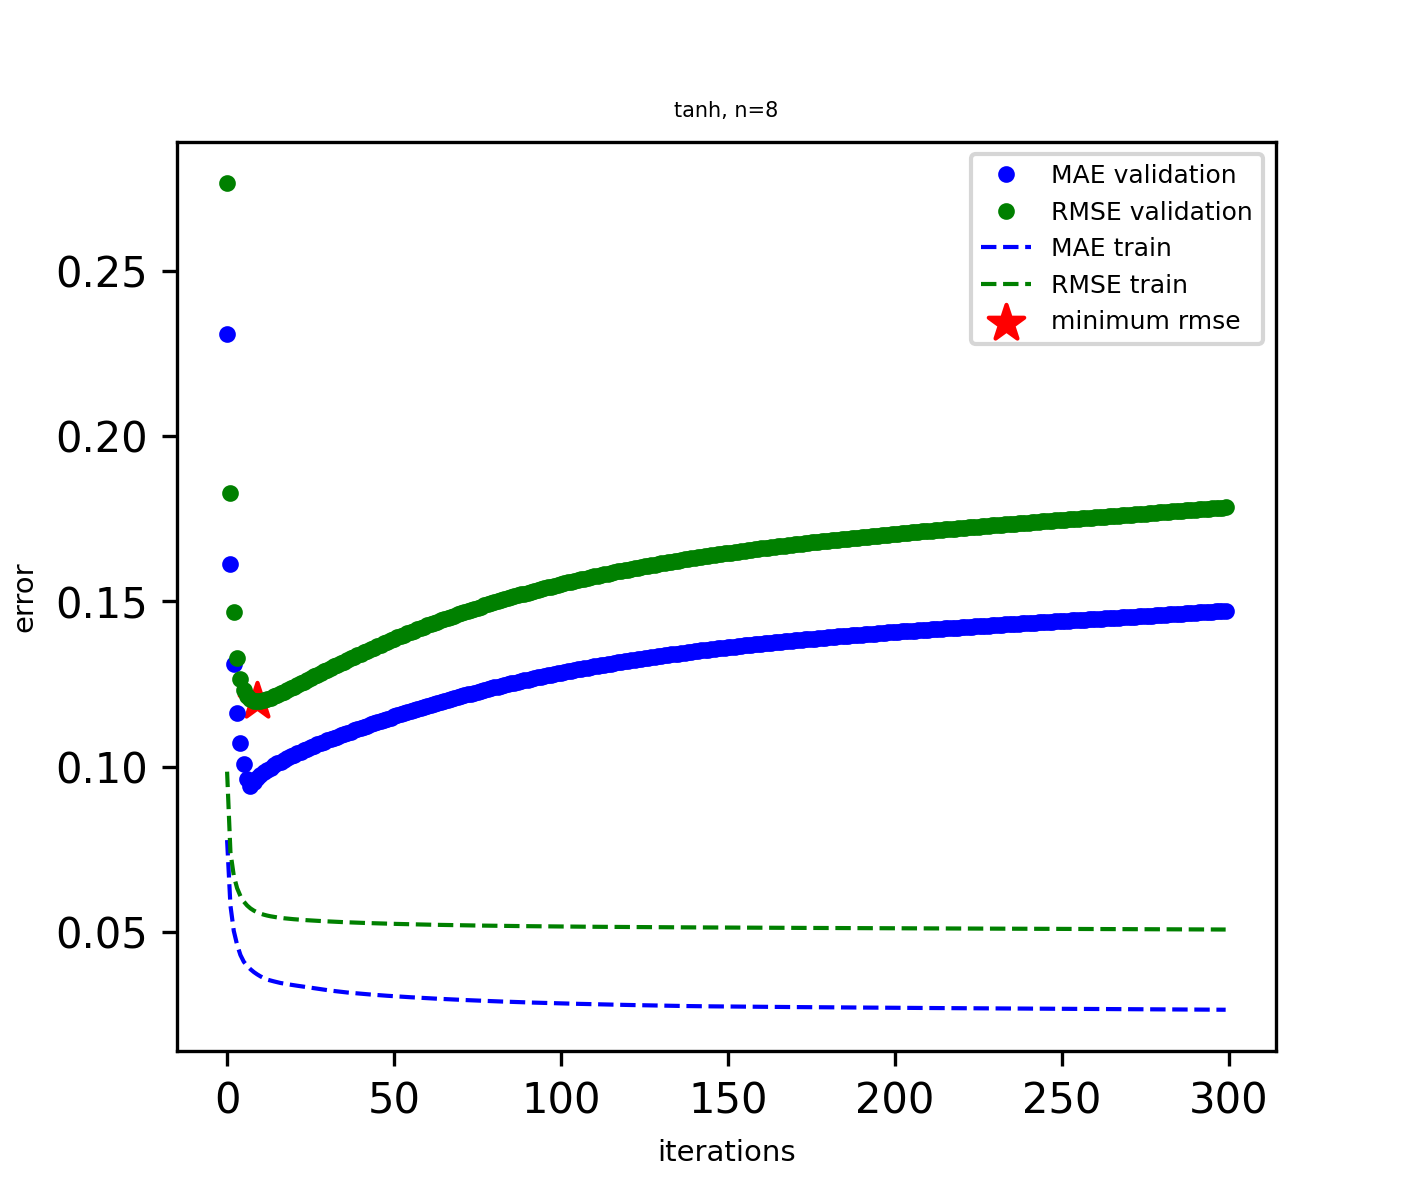 tanh, n=8
MAE validation
RMSE validation
MAE train
RMSE train
minimum rmse
error
0.25
0.20
0.15
0.10
0.05
0 50 100 150 200 250 300
iterations